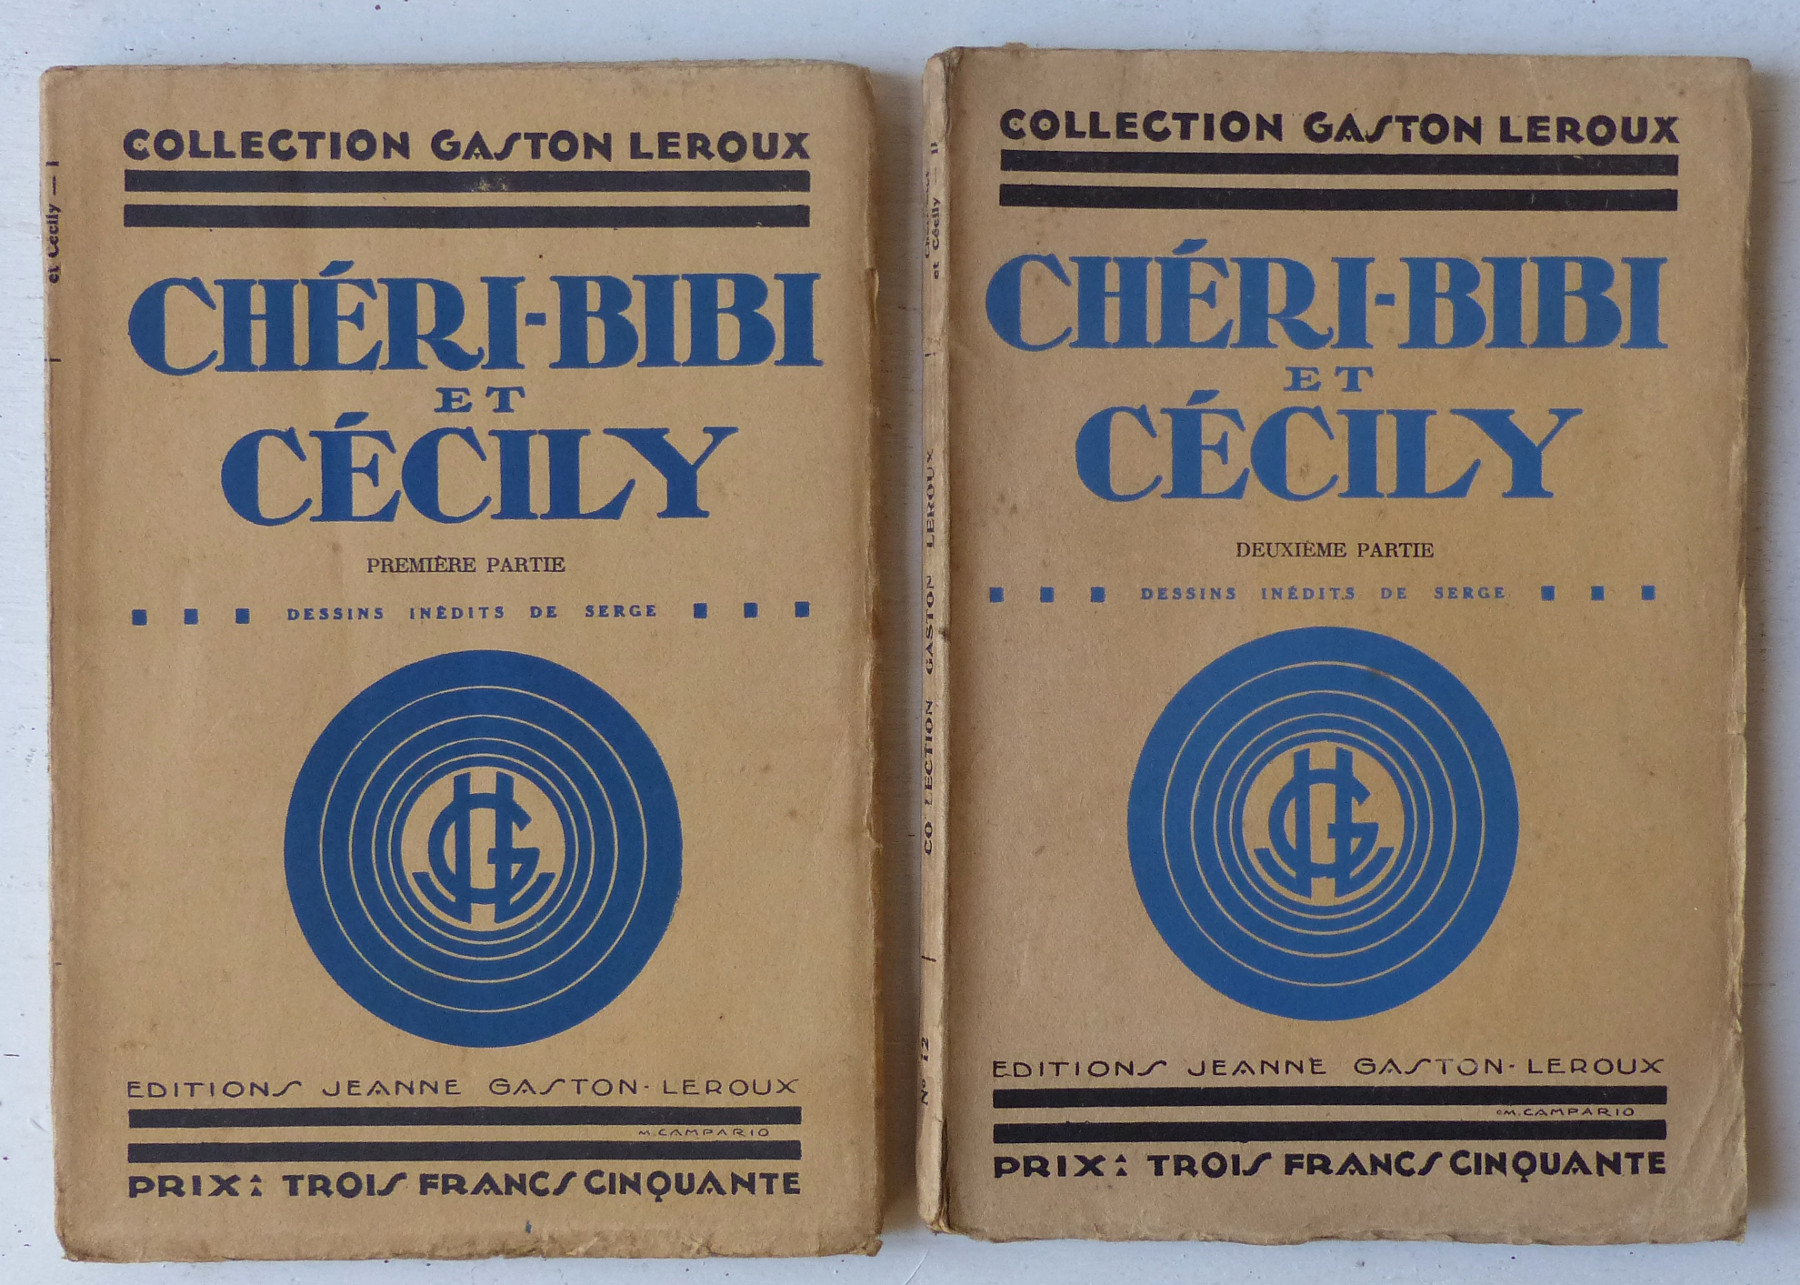 COLLECTION GASTON LEROUX
CHÉRI-BIBI
ET
CÉCILY
PREMIÈRE PARTIE
DESSINS INÉDITS DE SERGE
EDITIONS JEANNE GASTON-LEROUX
M. CAMPARIO
PRIX: TROIS FRANCS CINQUANTE
et Cécily — I
COLLECTION GASTON LEROUX
CHÉRI-BIBI
ET
CÉCILY
DEUXIÈME PARTIE
DESSINS INÉDITS DE SERGE
EDITIONS JEANNE GASTON-LEROUX
M. CAMPARIO
PRIX: TROIS FRANCS CINQUANTE
et Cécily — II
COLLECTION GASTON LEROUX
No 12